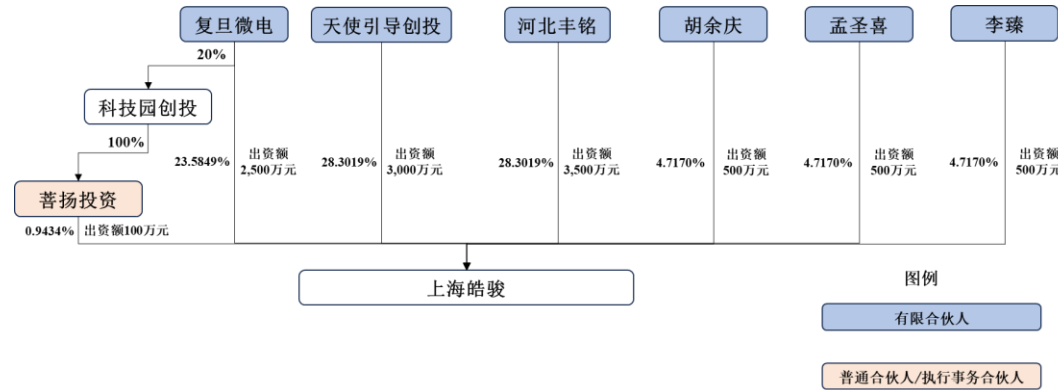 复旦微电
天使引导创投
河北丰铭
胡余庆
孟圣喜
李臻
20%
科技园创投
100%
23.5849%
出资额
2,500万元
28.3019%
出资额
3,000万元
28.3019%
出资额
3,500万元
4.7170%
出资额
500万元
4.7170%
出资额
500万元
4.7170%
出资额
500万元
菩扬投资
0.9434%
出资额100万元
上海皓骏
图例
有限合伙人
普通合伙人/执行事务合伙人